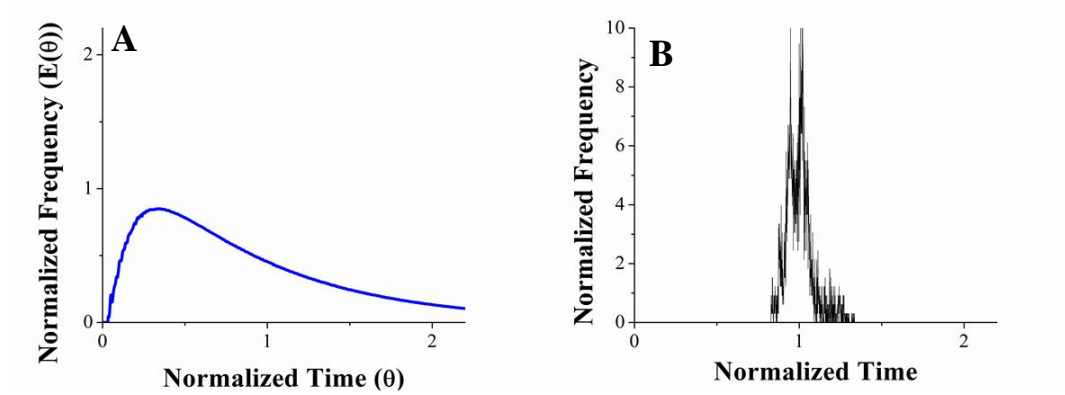 A
Normalized Frequency (E(θ))
2
1
0
0
1
2
Normalized Time (θ)
B
Normalized Frequency
10
8
6
4
2
0
0
1
2
Normalized Time